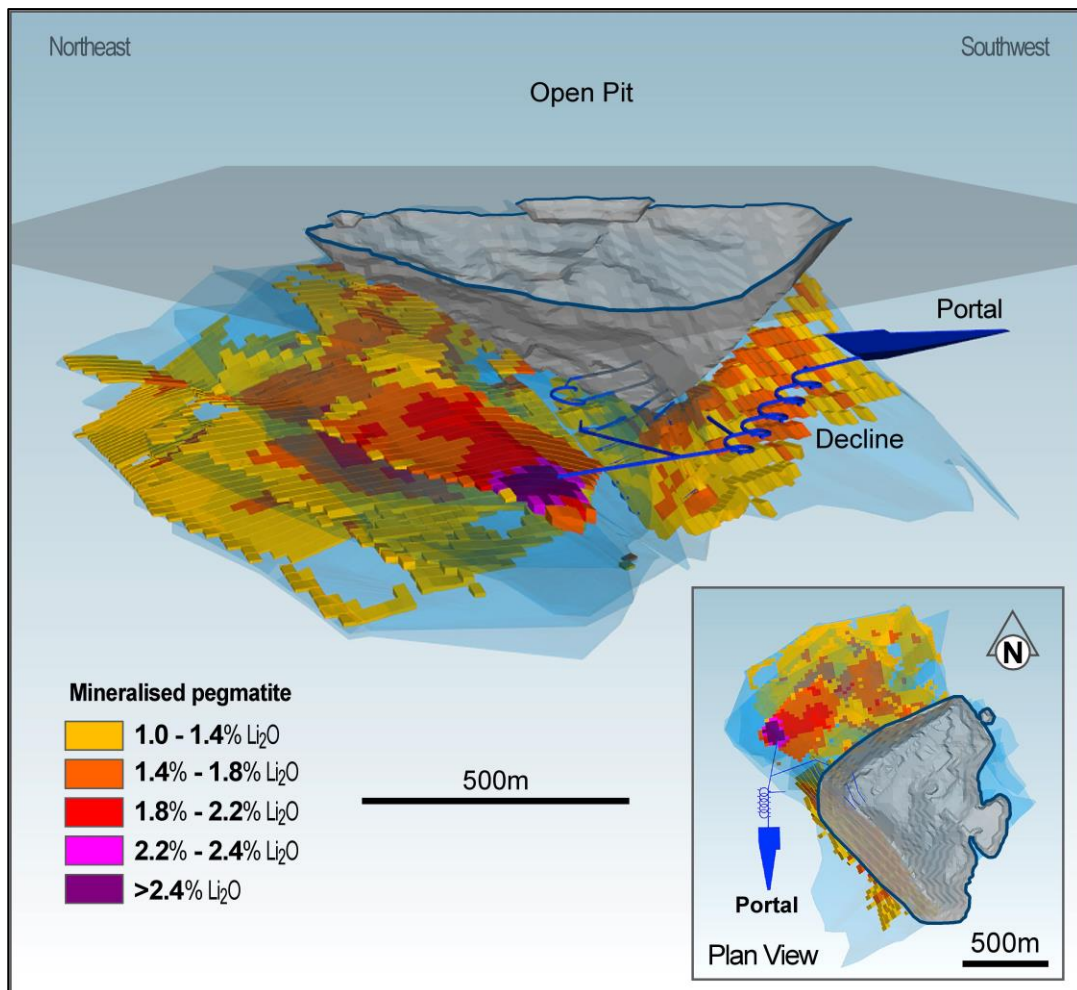 Northeast
Southwest
Open Pit
Portal
Decline
Mineralised pegmatite
1.0 - 1.4% Li₂O
1.4% - 1.8% Li₂O
1.8% - 2.2% Li₂O
2.2% - 2.4% Li₂O
>2.4% Li₂O
500m
N
Portal
Plan View
500m